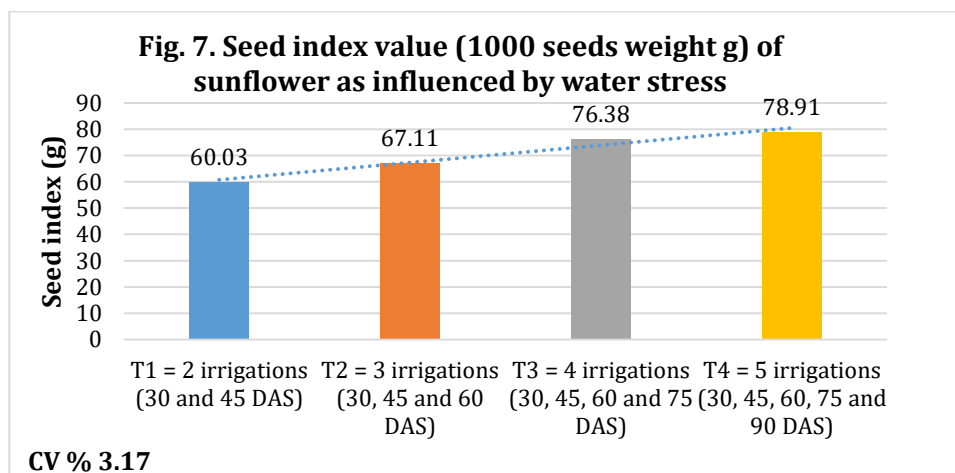 Fig. 7. Seed index value (1000 seeds weight g) of
sunflower as influenced by water stress
Seed index (g)
90
80
70
60
50
40
30
20
10
0
60.03
67.11
76.38
78.91
T1 = 2 irrigations
(30 and 45 DAS)
T2 = 3 irrigations
(30, 45 and 60
DAS)
T3 = 4 irrigations
(30, 45, 60 and 75
DAS)
T4 = 5 irrigations
(30, 45, 60, 75 and
90 DAS)
CV % 3.17